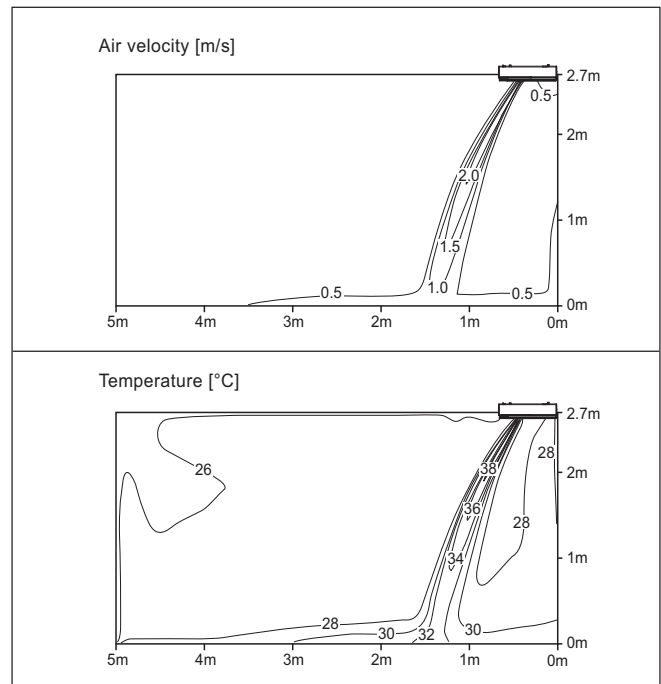 Air velocity [m/s]
2.7m
0.5
2m
2.0
1m
1.5
0.5
1.0
0.5
0m
5m 4m 3m 2m 1m 0m
Temperature [°C]
2.7m
28
38
26
2m
36
28
34
1m
28
30
32
30
0m
5m 4m 3m 2m 1m 0m